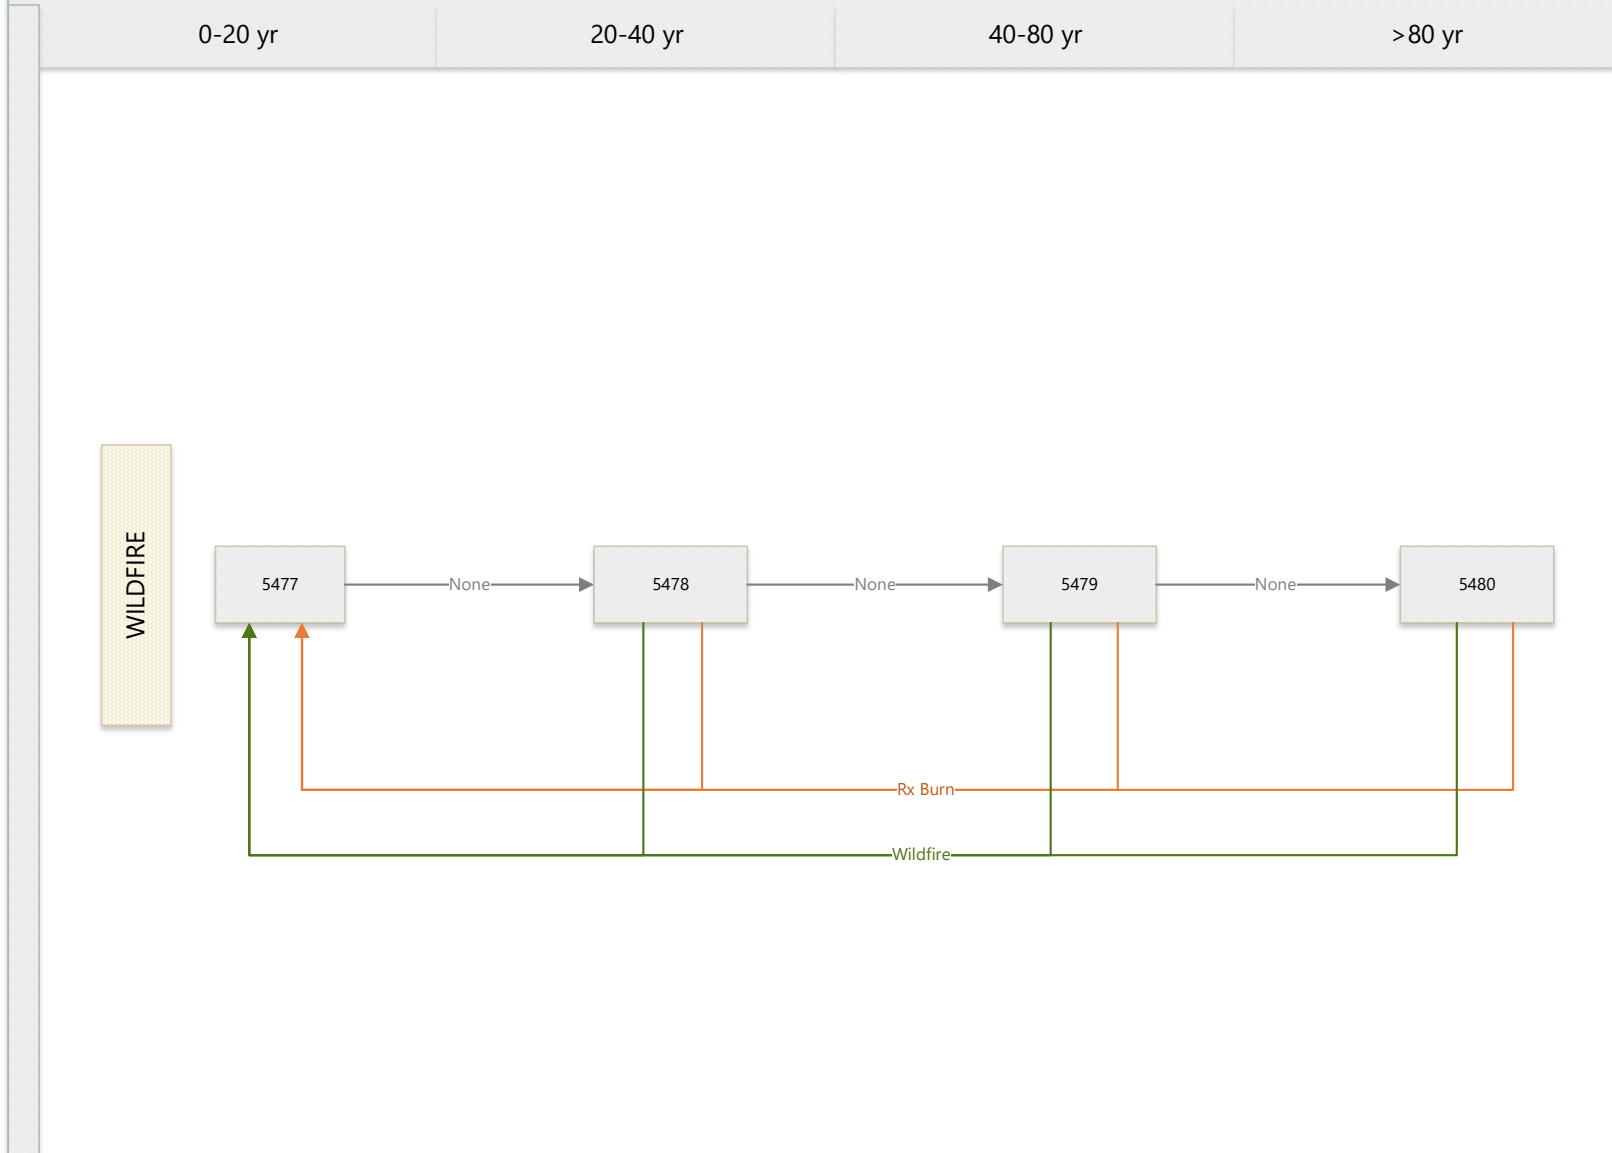 0-20 yr
20-40 yr
40-80 yr
>80 yr
WILDFIRE
5477
None
5478
None
5479
None
5480
Rx Burn
Wildfire